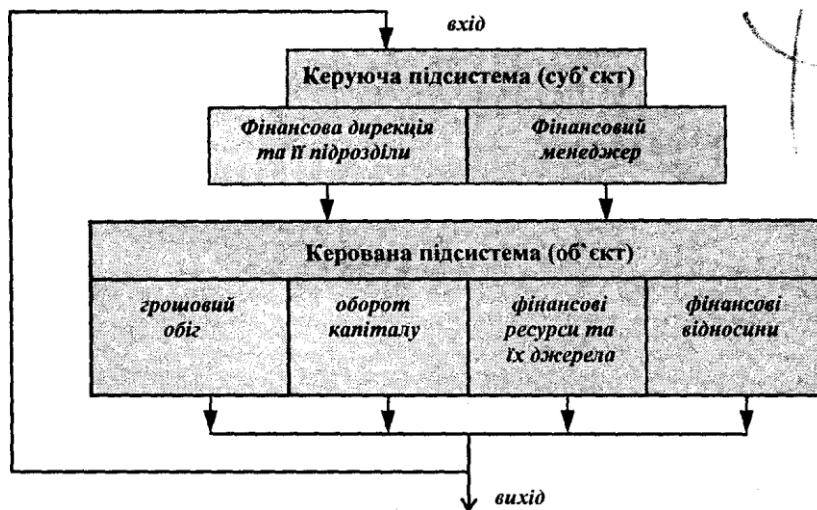 вхід
Керуюча підсистема (суб`єкт)
Фінансова дирекція
та її підрозділи
Фінансовий
менеджер
Керована підсистема (об`єкт)
грошовий
обіг
оборот
капіталу
фінансові
ресурси та
їх джерела
фінансові
відносини
вихід